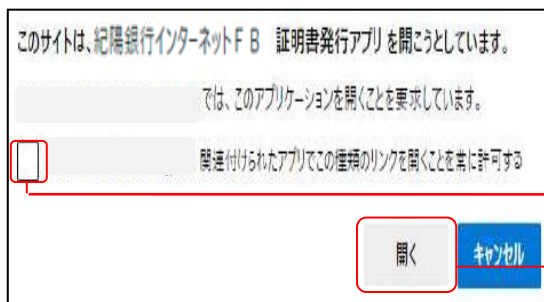 このサイトは、紀陽銀行インターネットＦＢ 証明書発行アプリ を開こうとしています。
では、このアプリケーションを開くことを要求しています。
関連付けられたアプリでこの種類のリンクを開くことを常に許可する
開く キャンセル